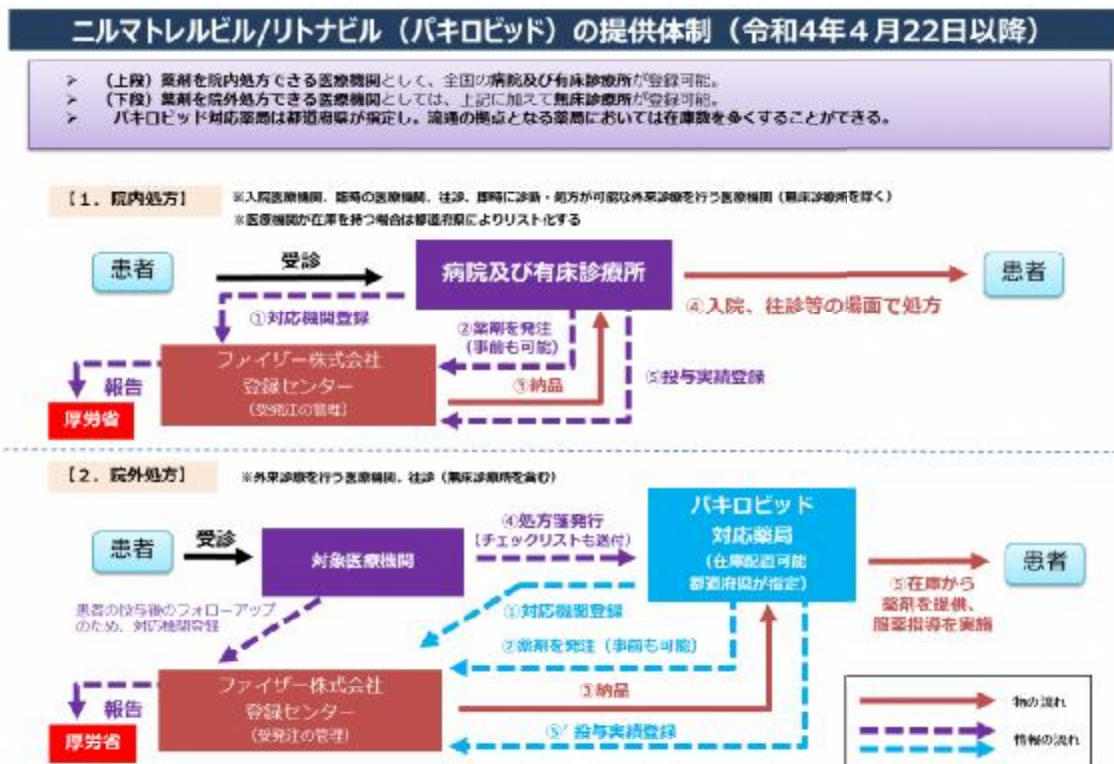 ニルマトレルビル/リトナビル（パキロビッド）の提供体制（令和4年4月22日以降）
➢ （上段）薬剤を院内処方できる医療機関として、全国の病院及び有床診療所が登録可能。
➢ （下段）薬剤を院外処方できる医療機関としては、上記に加えて無床診療所が登録可能。
➢ パキロビッド対応薬局は都道府県が指定し。流通の拠点となる薬局においては在庫数を多くすることができる。
【１．院内処方】
※入院医療機関、臨時の医療機関、往診、即時に診断・処方が可能な外来診療を行う医療機関（無床診療所を除く）
※医療機関が在庫を持つ場合は都道府県によりリスト化する
患者
受診
病院及び有床診療所
④入院、往診等の場面で処方
患者
①対応機関登録
②薬剤を発注
（事前も可能）
③納品
⑤投与実績登録
ファイザー株式会社
登録センター
（受発注の管理）
報告
厚労省
【２．院外処方】
※外来診療を行う医療機関、往診（無床診療所を含む）
患者
受診
対象医療機関
④処方箋発行
（チェックリストも送付）
パキロビッド
対応薬局
（在庫配置可能
都道府県が指定）
⑤在庫から
薬剤を提供、
服薬指導を実施
患者
患者の投与後のフォローアップ
のため、対応機関登録
①対応機関登録
②薬剤を発注（事前も可能）
③納品
⑤’投与実績登録
ファイザー株式会社
登録センター
（受発注の管理）
報告
厚労省
物の流れ
情報の流れ